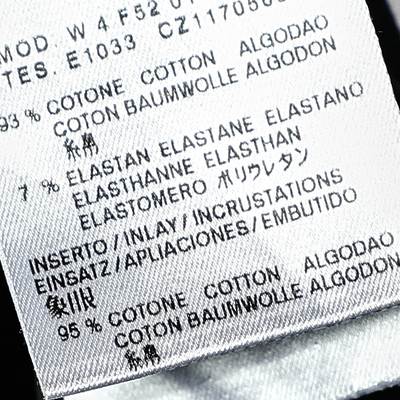 MOD. W 4 F52 0
TES. E1033 CZ117050
93 % COTONE COTTON ALGODAO
COTON BAUMWOLLE ALGODON
7 % ELASTAN ELASTANE ELASTANO
ELASTHANNE ELASTHAN
ELASTOMERO ポリウレタン
INSERTO / INLAY / INCRUSTATIONS
EINSATZ / APLIACIONES / EMBUTIDO
95 % COTONE COTTON ALGODAO
COTON BAUMWOLLE ALGODON